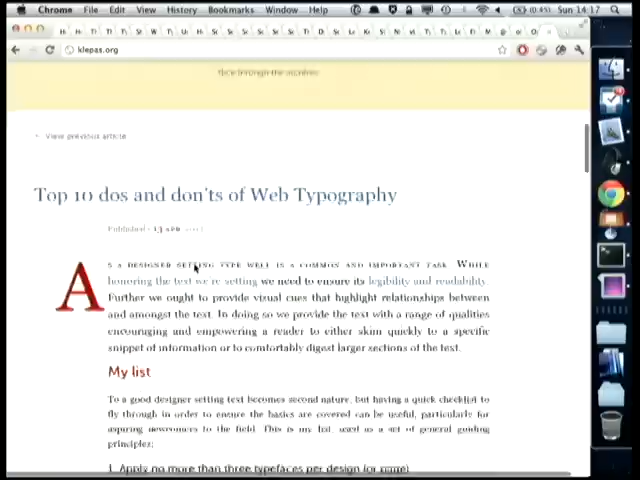 Chrome File Edit View History Bookmarks Window Help (0:45) Sun 14:17
klepas.org
View previous article
Top 10 dos and don'ts of Web Typography
Published
AS A DESIGNER SETTING TYPE WELL IS A COMMON AND IMPORTANT TASK. WHILE
honoring the text we're setting we need to ensure its legibility and readability.
Further we ought to provide visual cues that highlight relationships between
and amongst the text. In doing so we provide the text with a range of qualities
encouraging and empowering a reader to either skim quickly to a specific
snippet of information or to comfortably digest larger sections of the text.
My list
To a good designer setting text becomes second nature, but having a quick checklist to
fly through in order to ensure the basics are covered can be useful, particularly for
aspiring newcomers to the field. This is my list, used as a set of general guiding
principles:
1. Apply no more than three typefaces per design (or page)